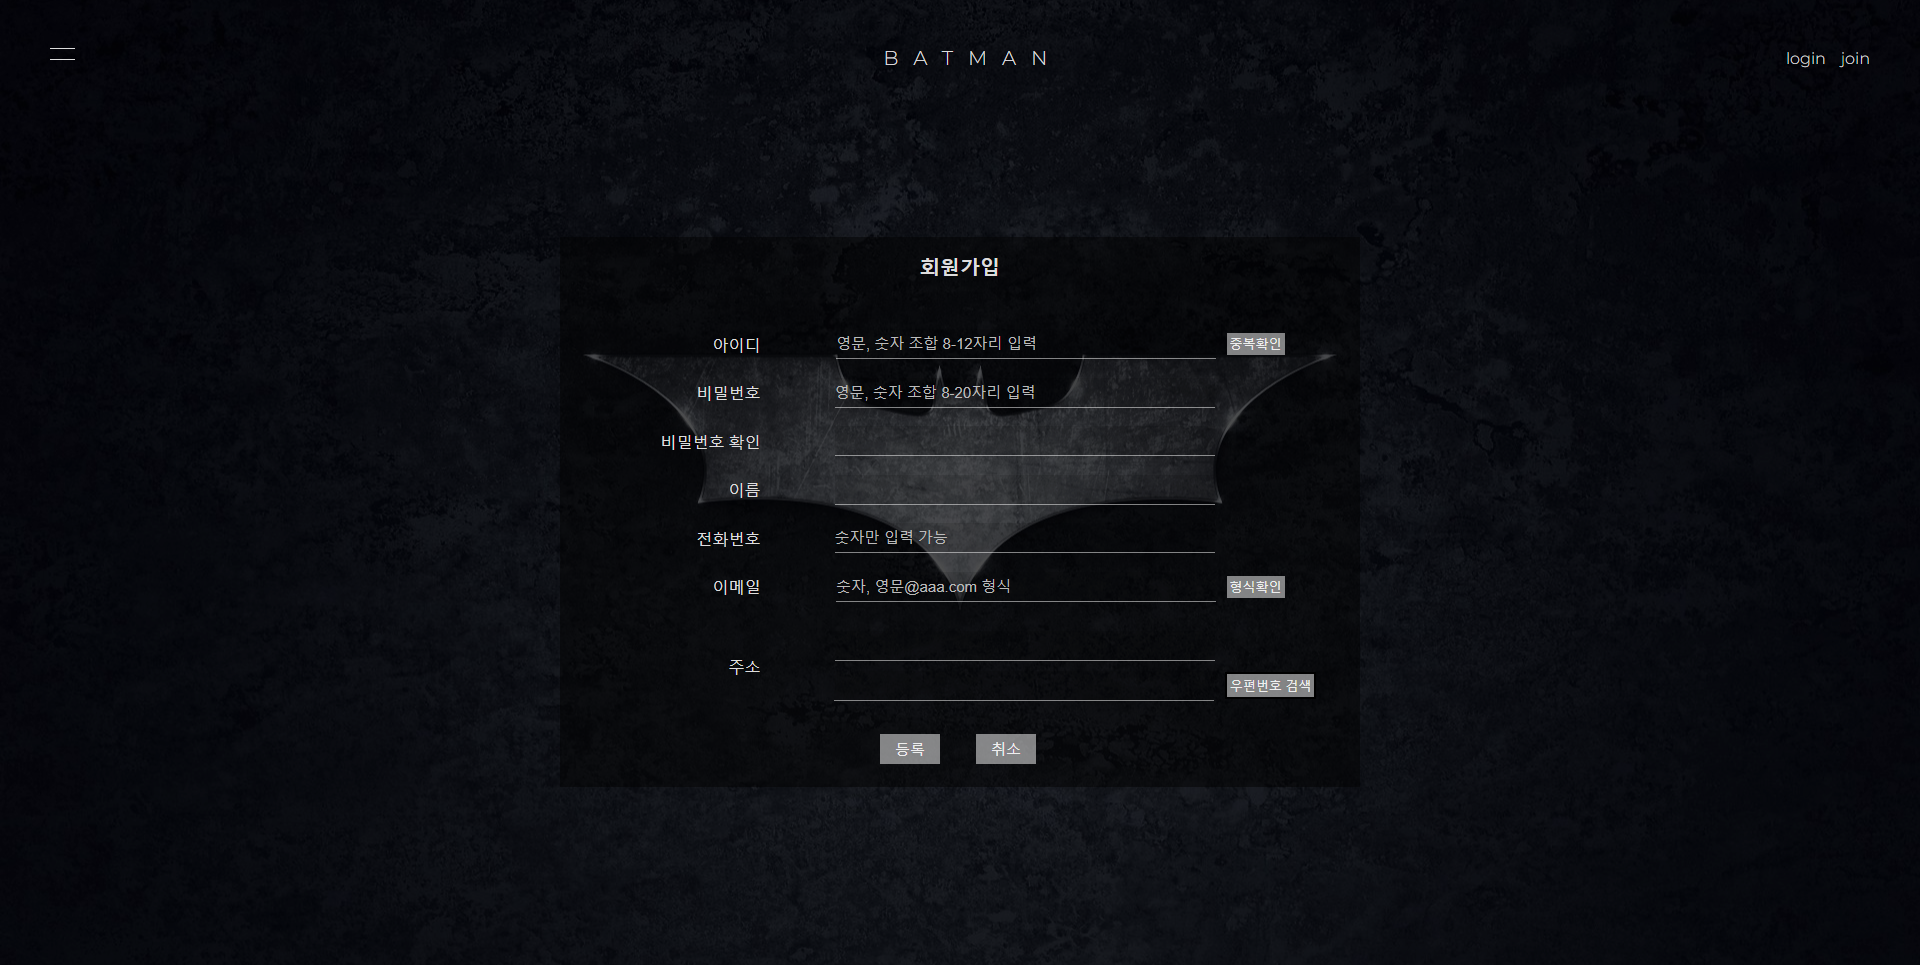 BATMAN
login join
회원가입
아이디 영문, 숫자 조합 8-12자리 입력 중복확인
비밀번호 영문, 숫자 조합 8-20자리 입력
비밀번호 확인
이름
전화번호 숫자만 입력 가능
이메일 숫자, 영문@aaa.com 형식 형식확인
주소
우편번호 검색
등록 취소